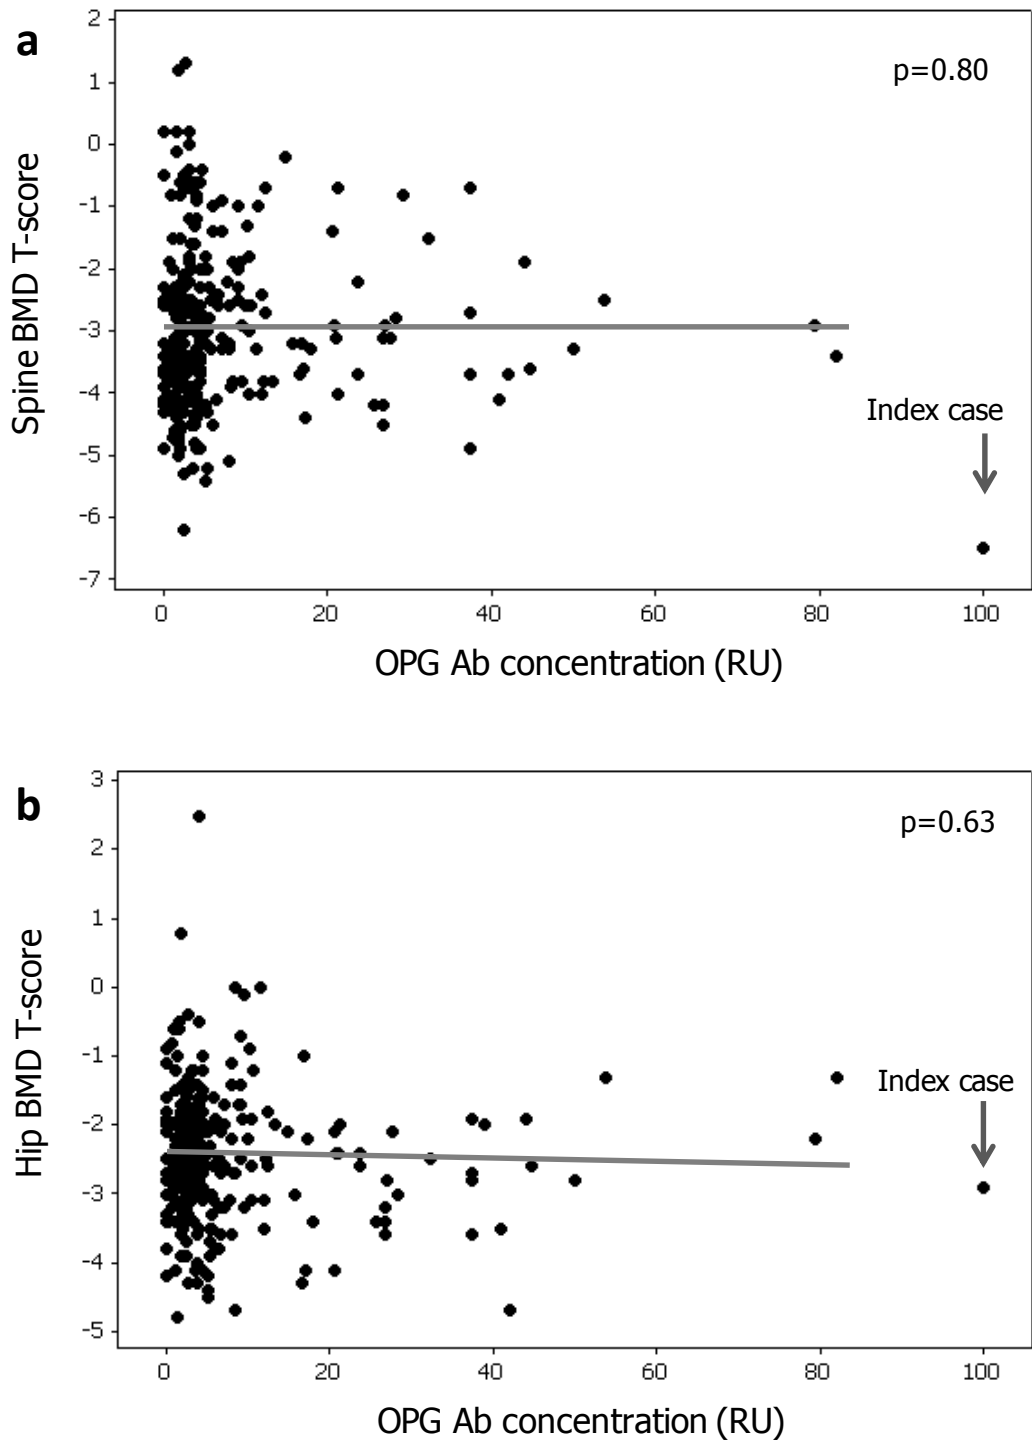 a
p=0.80
2
1
0
-1
-2
-3
-4
-5
-6
-7
Spine BMD T-score
Index case
0 20 40 60 80 100
OPG Ab concentration (RU)
b
p=0.63
3
2
1
0
-1
-2
-3
-4
-5
Hip BMD T-score
Index case
0 20 40 60 80 100
OPG Ab concentration (RU)